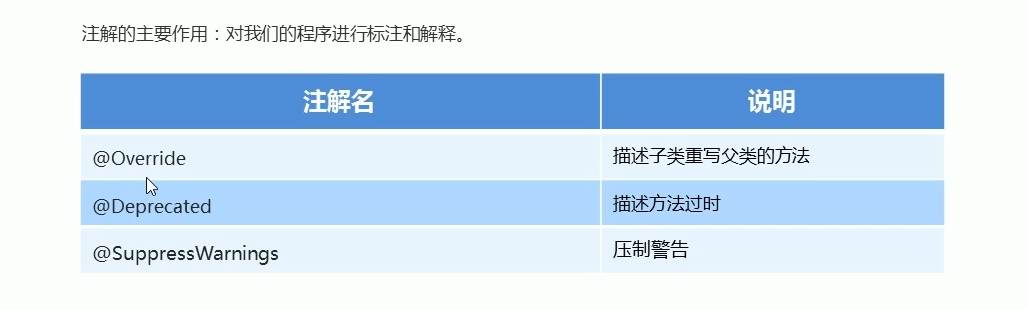 注解的主要作用：对我们的程序进行标注和解释。
注解名 说明
@Override 描述子类重写父类的方法
@Deprecated 描述方法过时
@SuppressWarnings 压制警告